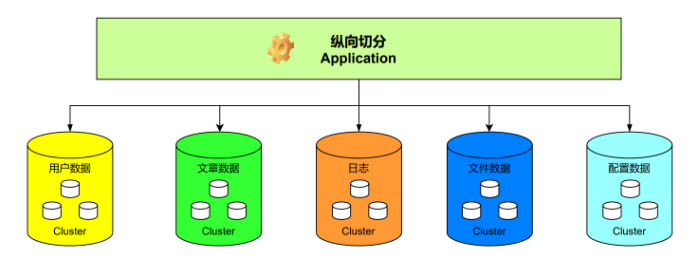 纵向切分
Application
用户数据
文章数据
日志
文件数据
配置数据
Cluster
Cluster
Cluster
Cluster
Cluster